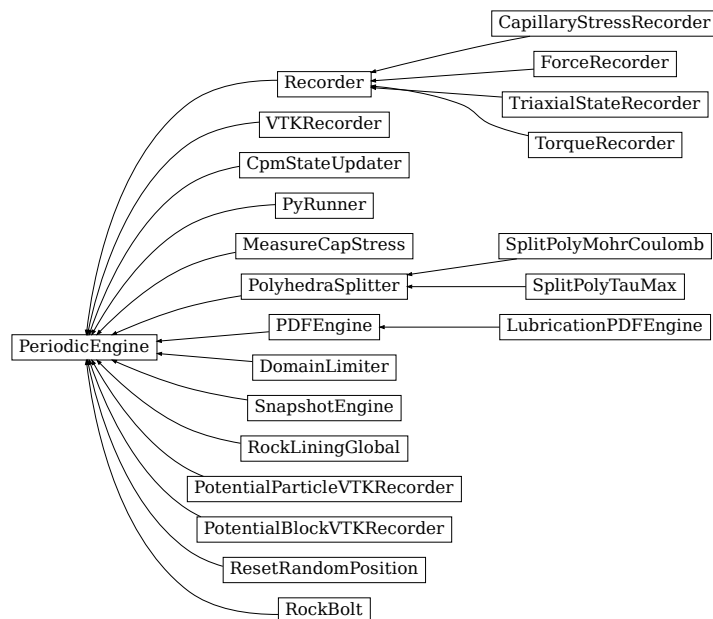 CapillaryStressRecorder
ForceRecorder
Recorder
TriaxialStateRecorder
VTKRecorder
TorqueRecorder
CpmStateUpdater
PyRunner
MeasureCapStress
SplitPolyMohrCoulomb
PolyhedraSplitter
SplitPolyTauMax
PDFEngine
LubricationPDFEngine
PeriodicEngine
DomainLimiter
SnapshotEngine
RockLiningGlobal
PotentialParticleVTKRecorder
PotentialBlockVTKRecorder
ResetRandomPosition
RockBolt